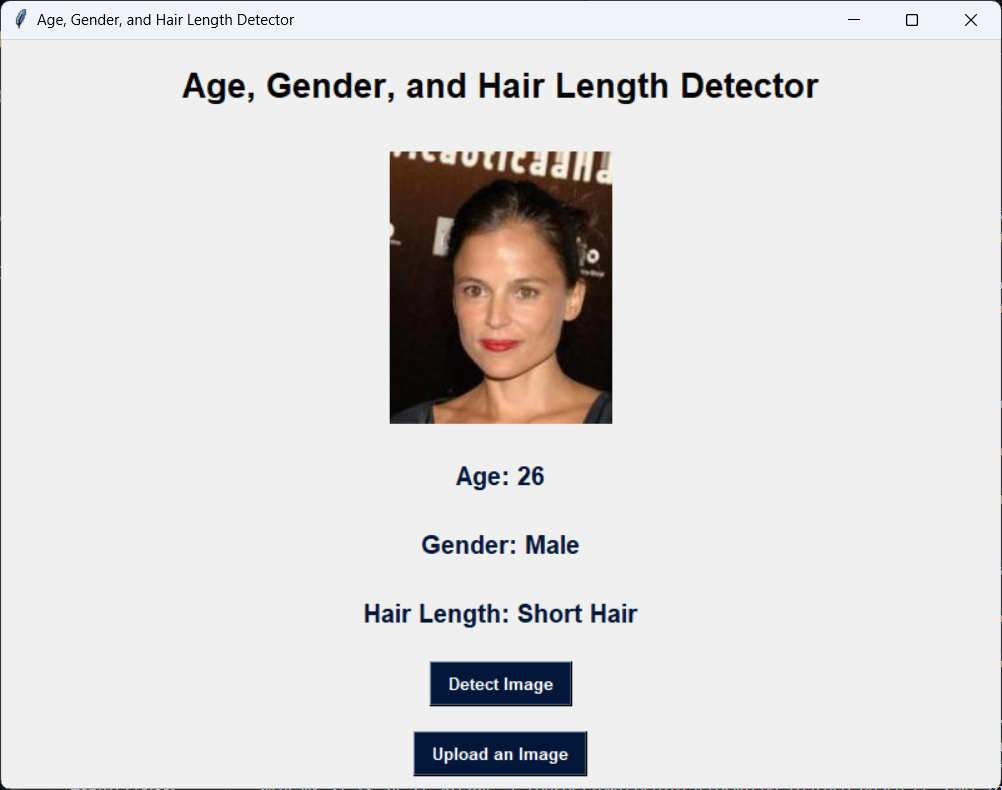 Age, Gender, and Hair Length Detector
Age, Gender, and Hair Length Detector
Age: 26
Gender: Male
Hair Length: Short Hair
Detect Image
Upload an Image